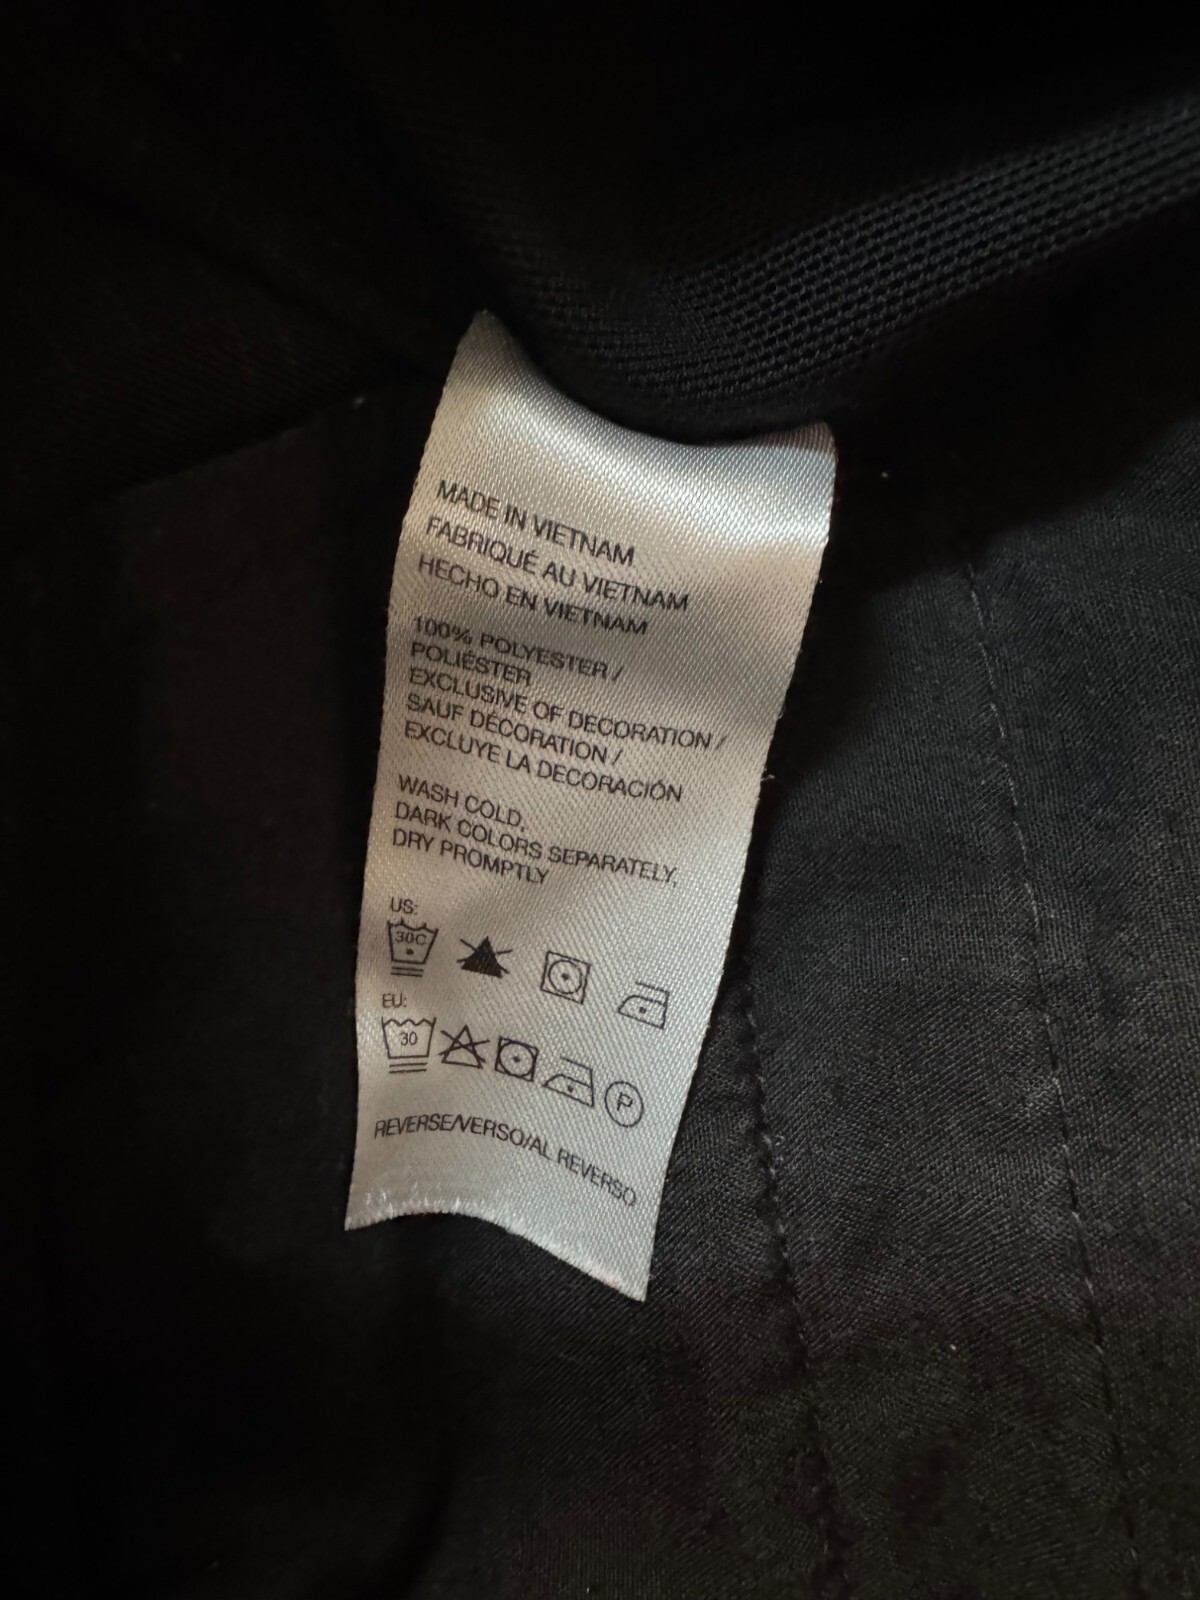 MADE IN VIETNAM
FABRIQUÉ AU VIETNAM
HECHO EN VIETNAM
100% POLYESTER /
POLIÉSTER
EXCLUSIVE OF DECORATION /
SAUF DÉCORATION /
EXCLUYE LA DECORACIÓN
WASH COLD,
DARK COLORS SEPARATELY,
DRY PROMPTLY
US:
30C
EU:
30
P
REVERSE/VERSO/AL REVERSO